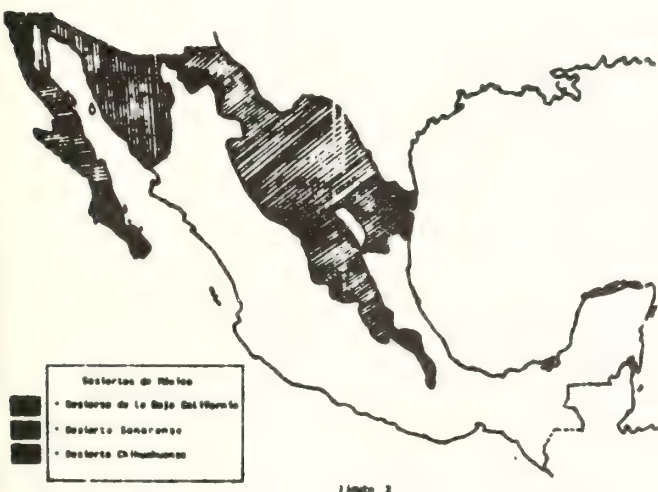 Desiertos de México
• Desierto de la Baja California
• Desierto Sonorense
• Desierto Chihuahuense